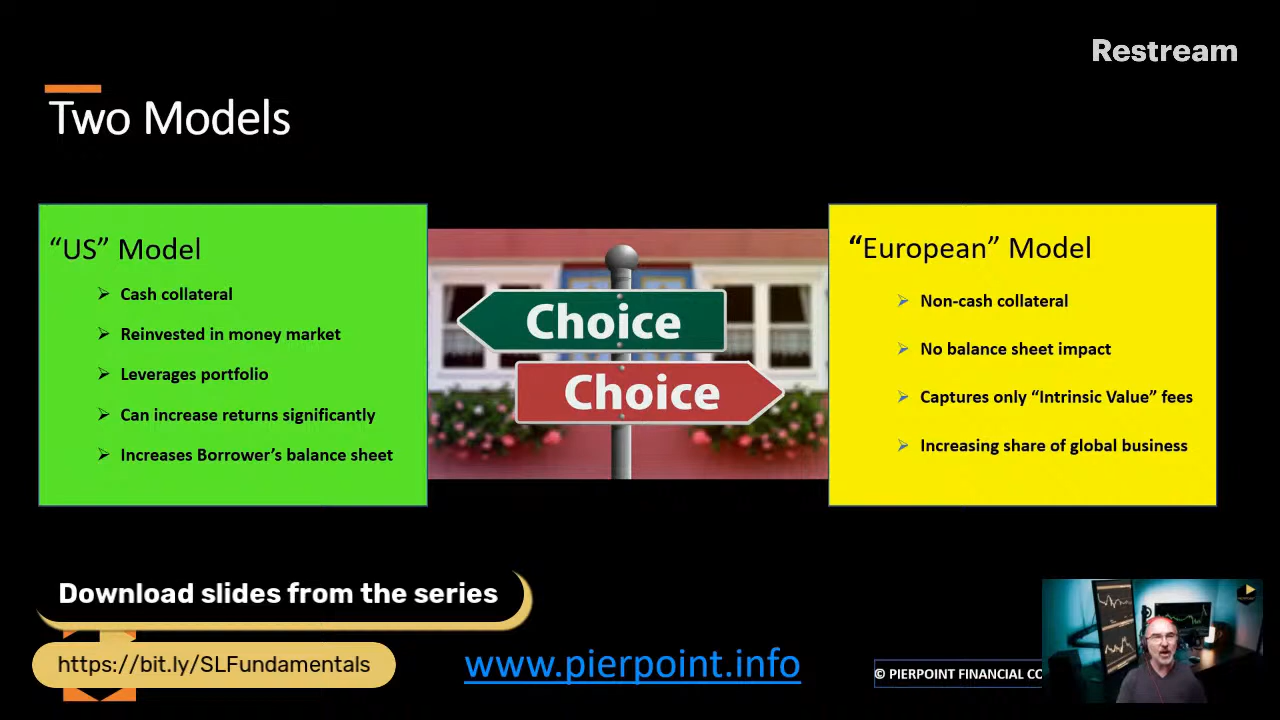 Restream
Two Models
“US” Model
➢ Cash collateral
➢ Reinvested in money market
➢ Leverages portfolio
➢ Can increase returns significantly
➢ Increases Borrower’s balance sheet
Choice
Choice
“European” Model
➢ Non-cash collateral
➢ No balance sheet impact
➢ Captures only “Intrinsic Value” fees
➢ Increasing share of global business
Download slides from the series
https://bit.ly/SLFundamentals
www.pierpoint.info
© PIERPOINT FINANCIAL CO